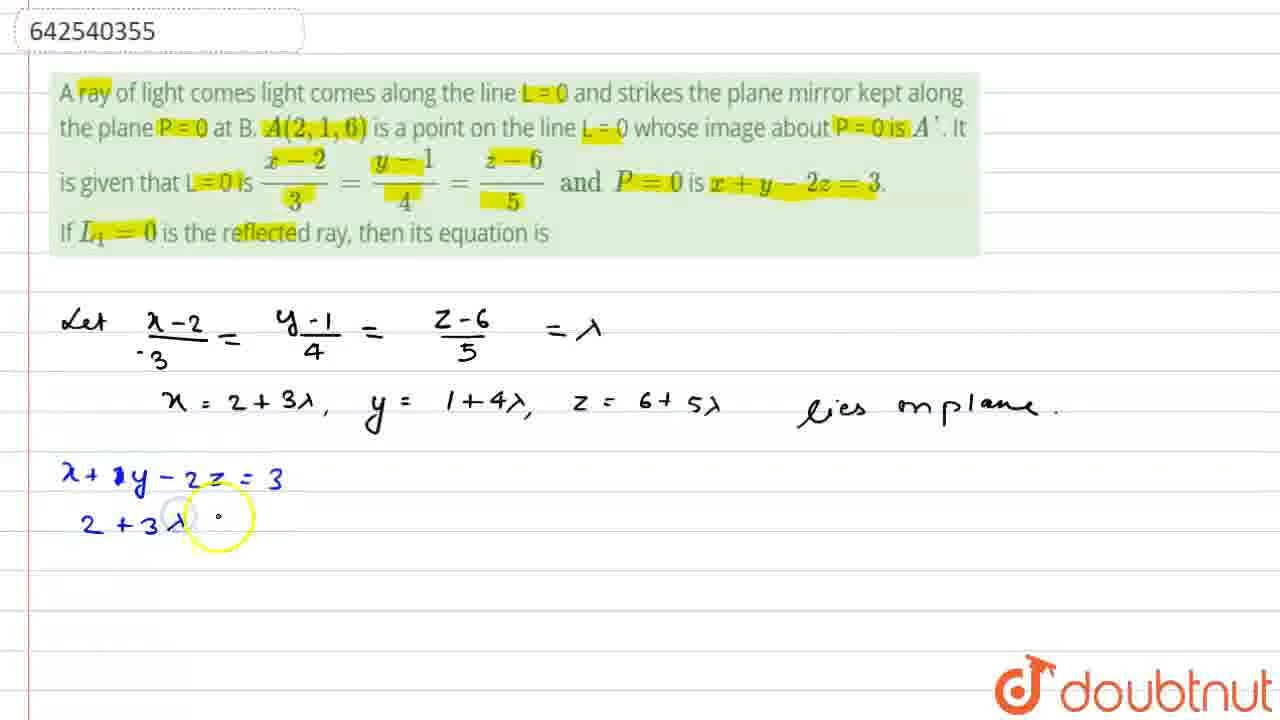 642540355
A ray of light comes light comes along the line L = 0 and strikes the plane mirror kept along
the plane P = 0 at B. A(2, 1, 6) is a point on the line L = 0 whose image about P = 0 is A'. It
is given that L = 0 is (x - 2)/3 = (y - 1)/4 = (z - 6)/5 and P = 0 is x + y - 2z = 3.
If L₁ = 0 is the reflected ray, then its equation is
Let (x - 2)/3 = (y - 1)/4 = (z - 6)/5 = λ
x = 2 + 3λ, y = 1 + 4λ, z = 6 + 5λ lies on plane.
x + 1y - 2z = 3
2 + 3λ
doubtnut